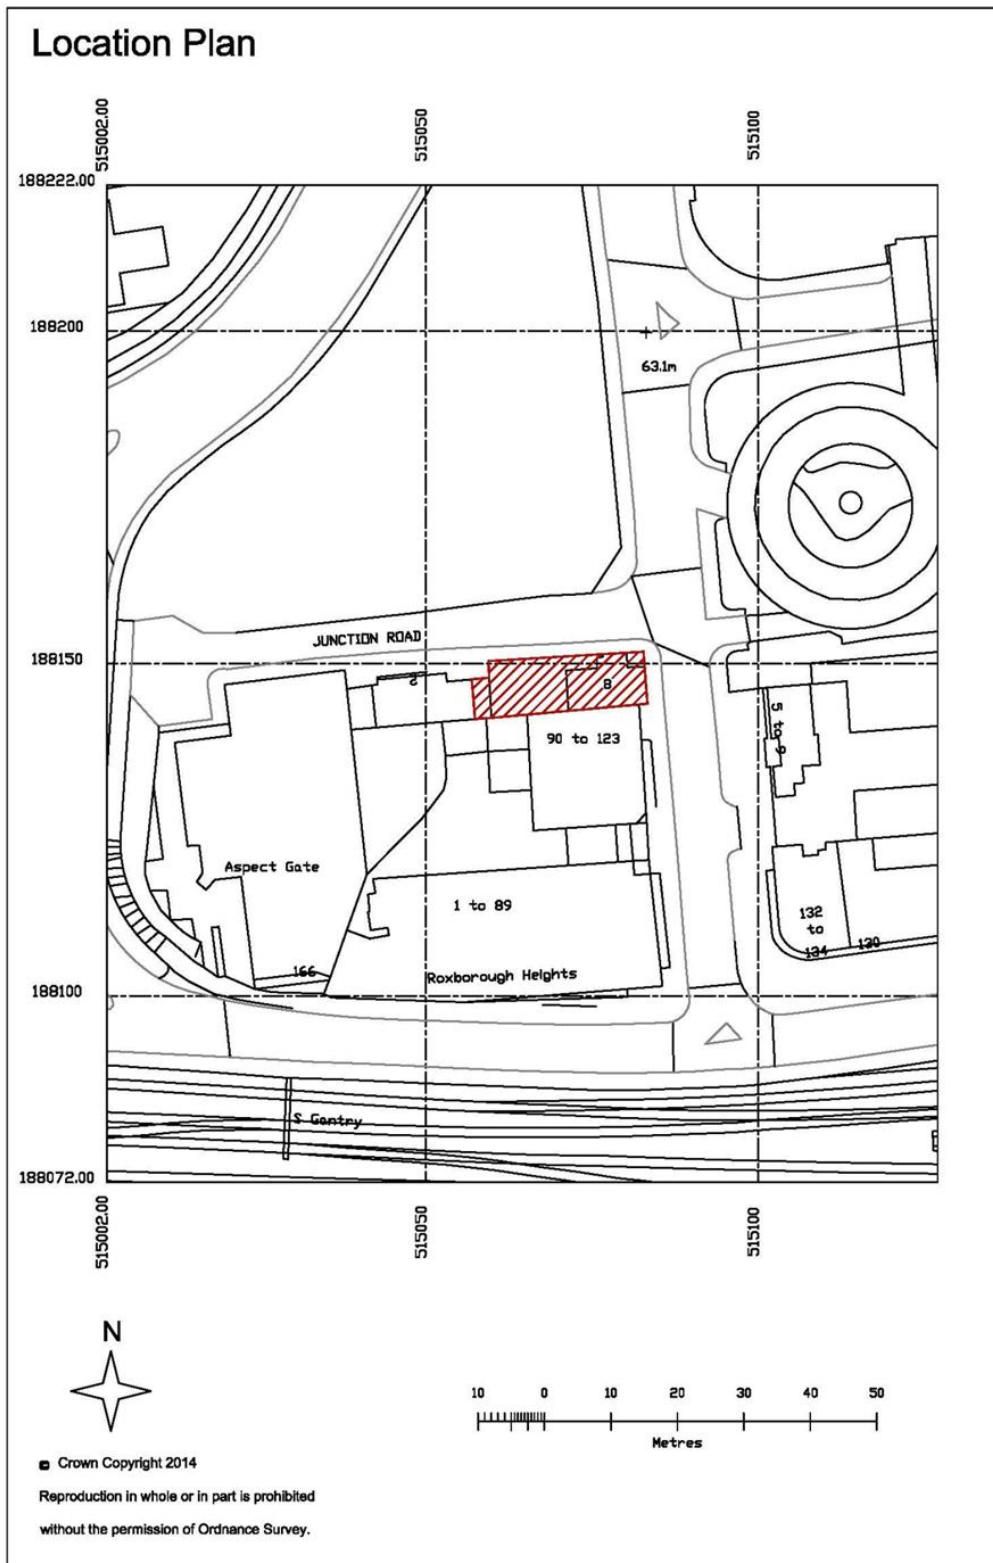 Location Plan
515002.00
515050
515100
188222.00
188200
63.1m
JUNCTION ROAD
188150
2
8
90 to 123
5 to 9
Aspect Gate
1 to 89
132
to
134
130
166
Roxborough Heights
188100
S Gantry
188072.00
515002.00
515050
515100
N
10 0 10 20 30 40 50
Metres
Crown Copyright 2014
Reproduction in whole or in part is prohibited
without the permission of Ordnance Survey.